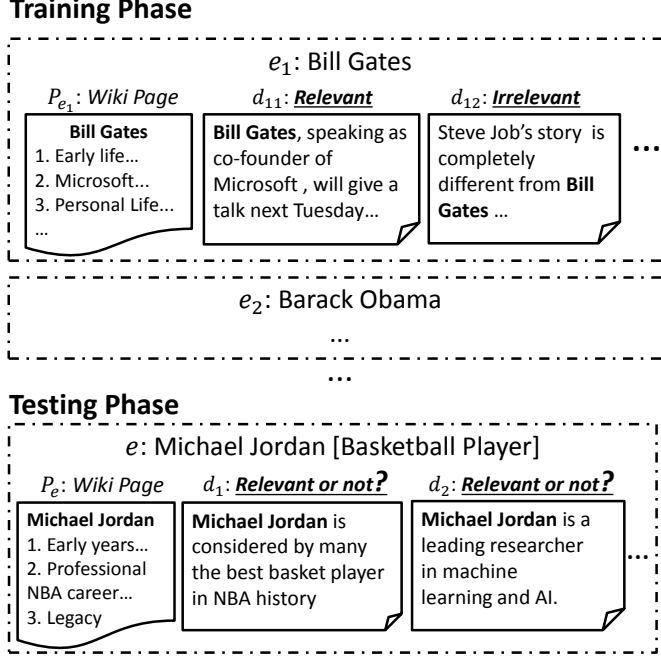 Training Phase
e₁: Bill Gates
Pₑ₁: Wiki Page
d₁₁: Relevant
d₁₂: Irrelevant
Bill Gates
1. Early life...
2. Microsoft...
3. Personal Life...
...
Bill Gates, speaking as
co-founder of
Microsoft , will give a
talk next Tuesday...
Steve Job's story is
completely
different from Bill
Gates ...
...
e₂: Barack Obama
...
...
Testing Phase
e: Michael Jordan [Basketball Player]
Pₑ: Wiki Page
d₁: Relevant or not?
d₂: Relevant or not?
Michael Jordan
1. Early years...
2. Professional
NBA career...
3. Legacy
Michael Jordan is
considered by many
the best basket player
in NBA history
Michael Jordan is a
leading researcher
in machine
learning and AI.
...